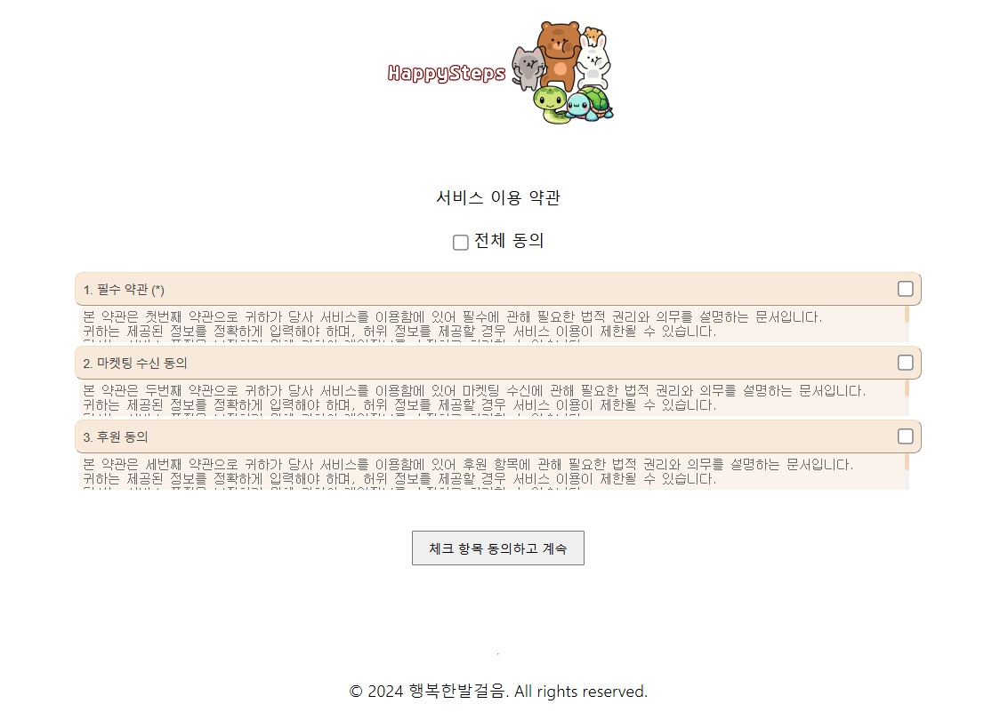 HappySteps
서비스 이용 약관
전체 동의
1. 필수 약관 (*)
본 약관은 첫번째 약관으로 귀하가 당사 서비스를 이용함에 있어 필수에 관해 필요한 법적 권리와 의무를 설명하는 문서입니다.
귀하는 제공된 정보를 정확하게 입력해야 하며, 허위 정보를 제공할 경우 서비스 이용이 제한될 수 있습니다.
2. 마켓팅 수신 동의
본 약관은 두번째 약관으로 귀하가 당사 서비스를 이용함에 있어 마켓팅 수신에 관해 필요한 법적 권리와 의무를 설명하는 문서입니다.
귀하는 제공된 정보를 정확하게 입력해야 하며, 허위 정보를 제공할 경우 서비스 이용이 제한될 수 있습니다.
3. 후원 동의
본 약관은 세번째 약관으로 귀하가 당사 서비스를 이용함에 있어 후원 항목에 관해 필요한 법적 권리와 의무를 설명하는 문서입니다.
귀하는 제공된 정보를 정확하게 입력해야 하며, 허위 정보를 제공할 경우 서비스 이용이 제한될 수 있습니다.
체크 항목 동의하고 계속
© 2024 행복한발걸음. All rights reserved.